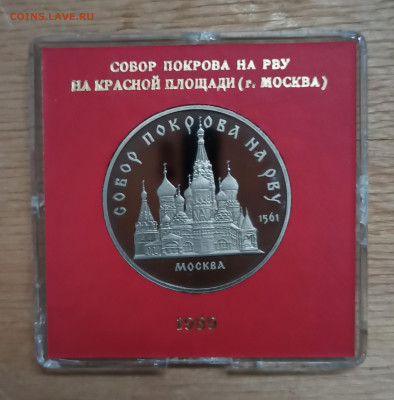 COINS.LAVE.RU
СОБОР ПОКРОВА НА РВУ
НА КРАСНОЙ ПЛОЩАДИ (г. МОСКВА)
СОБОР ПОКРОВА НА РВУ
1561
МОСКВА
1989